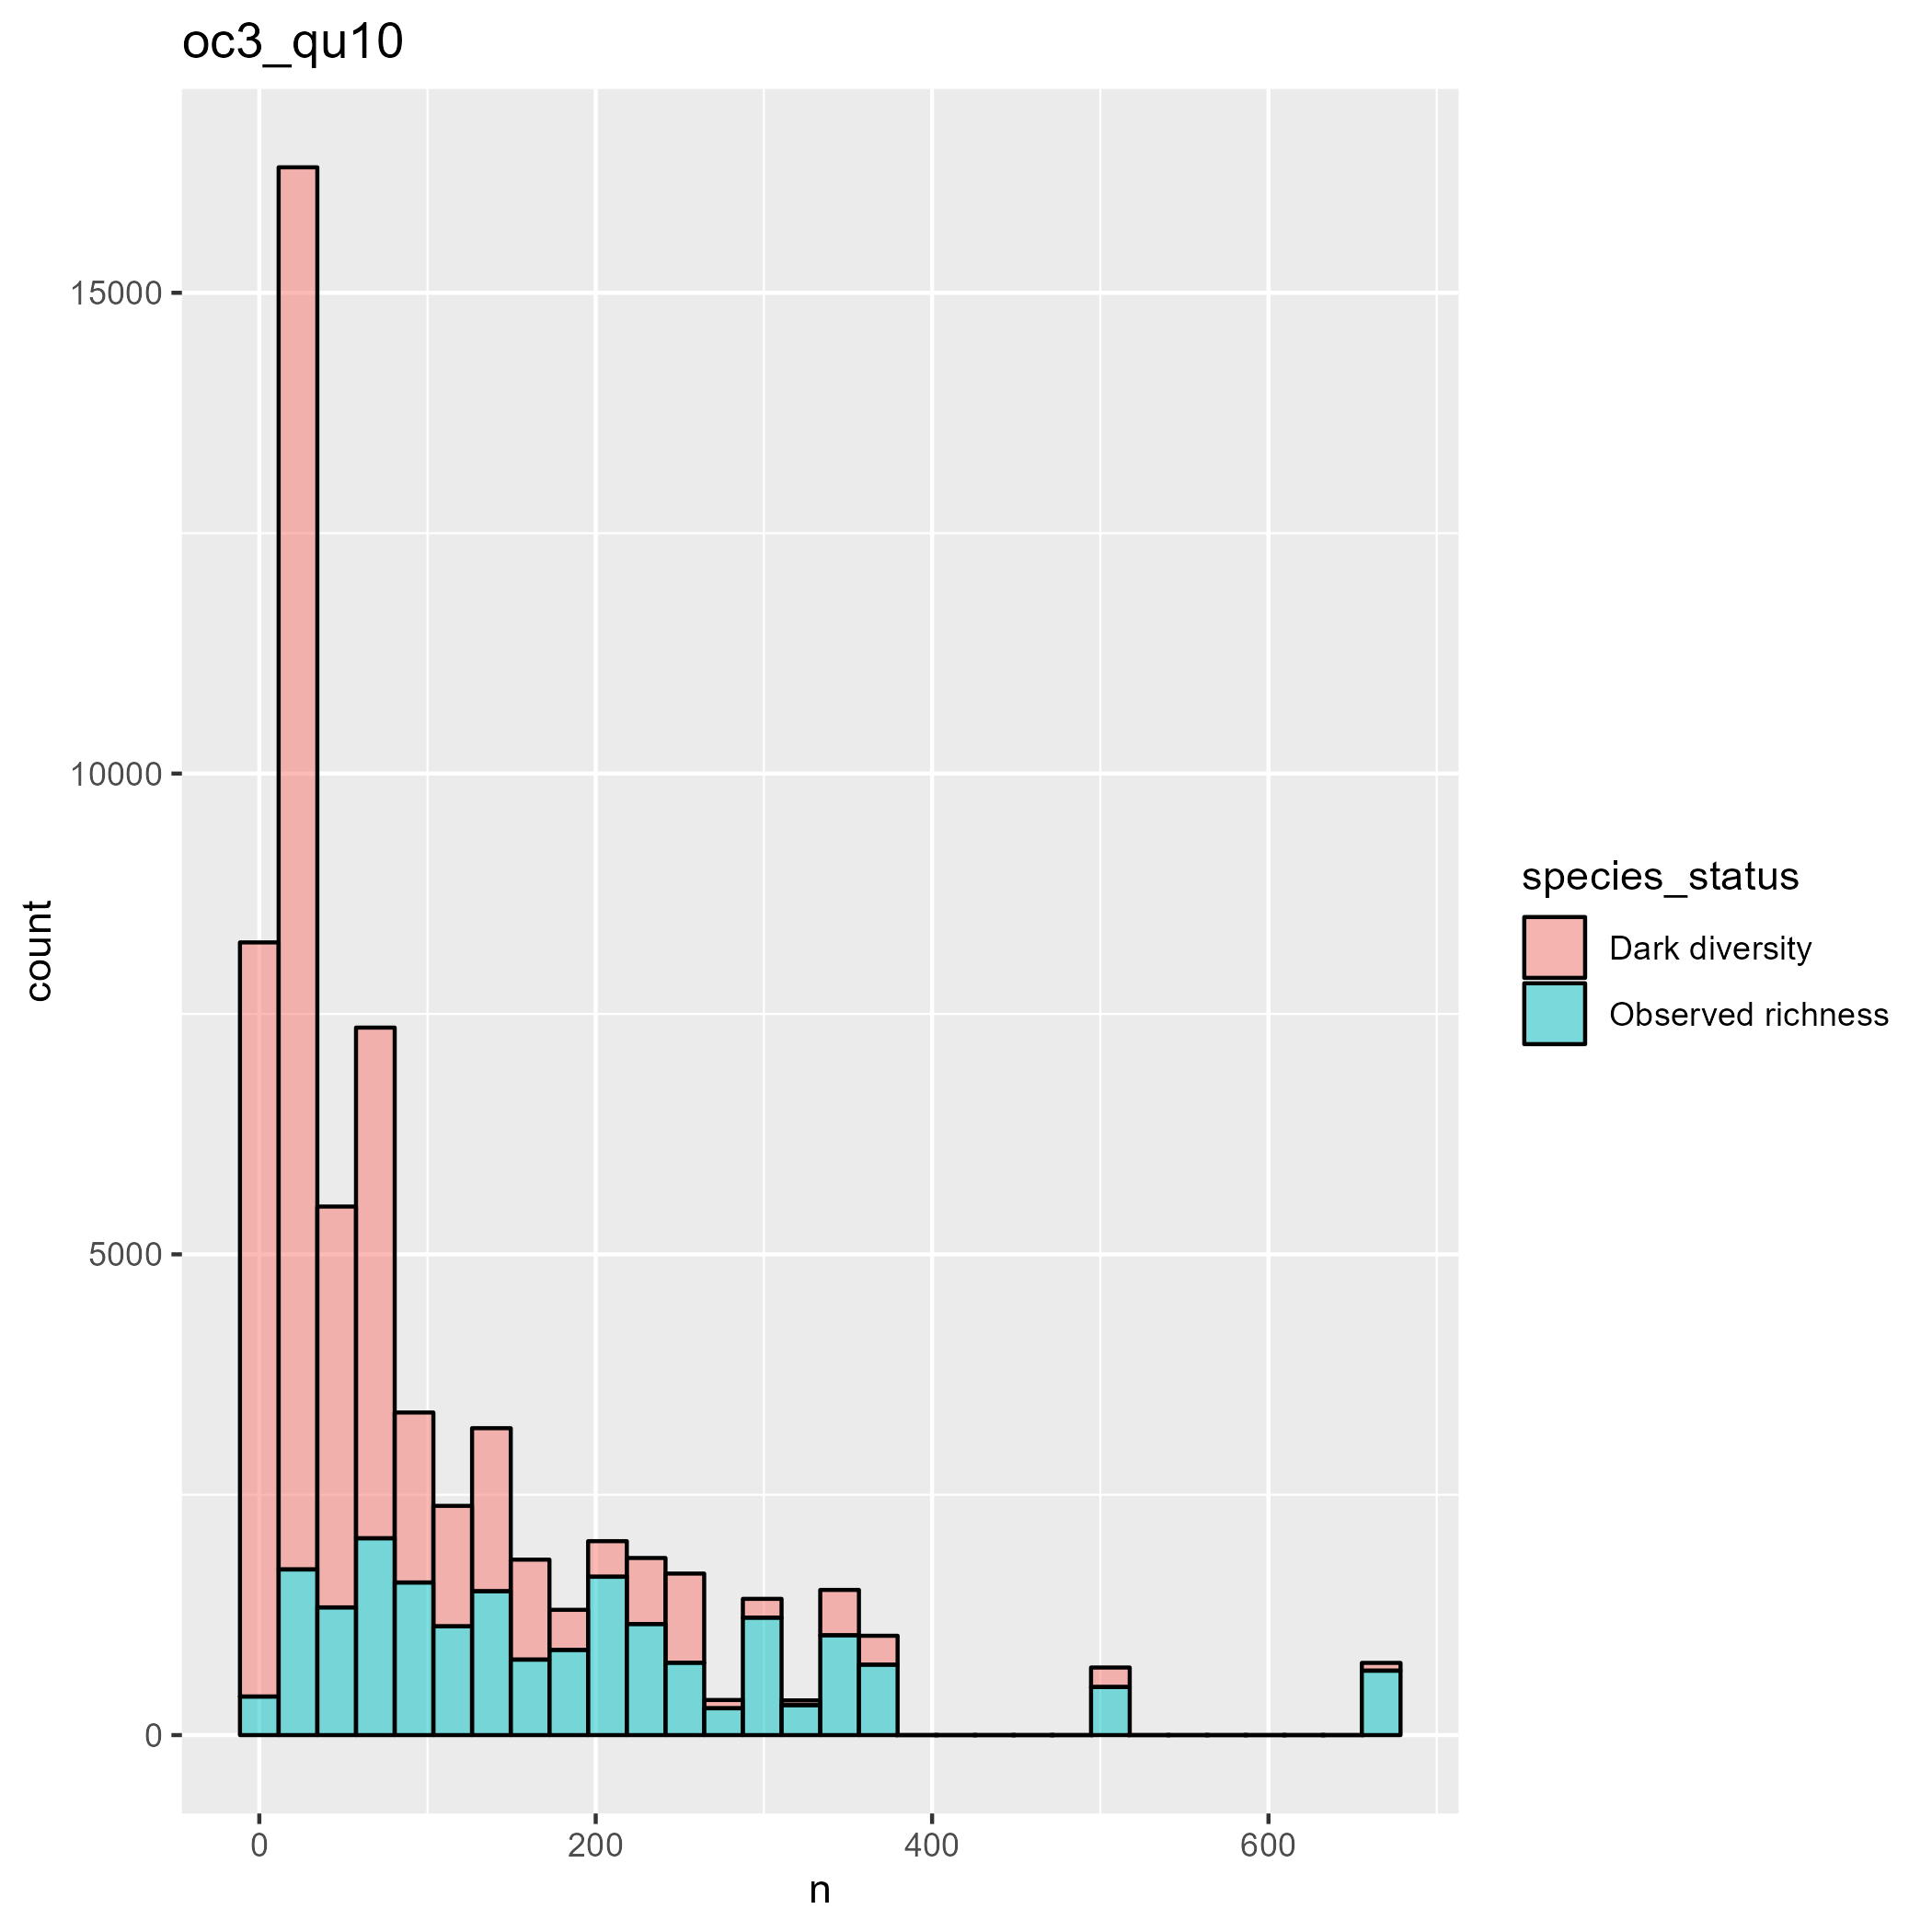 oc3_qu10
15000
10000
5000
0
count
0 200 400 600
n
species_status
Dark diversity
Observed richness